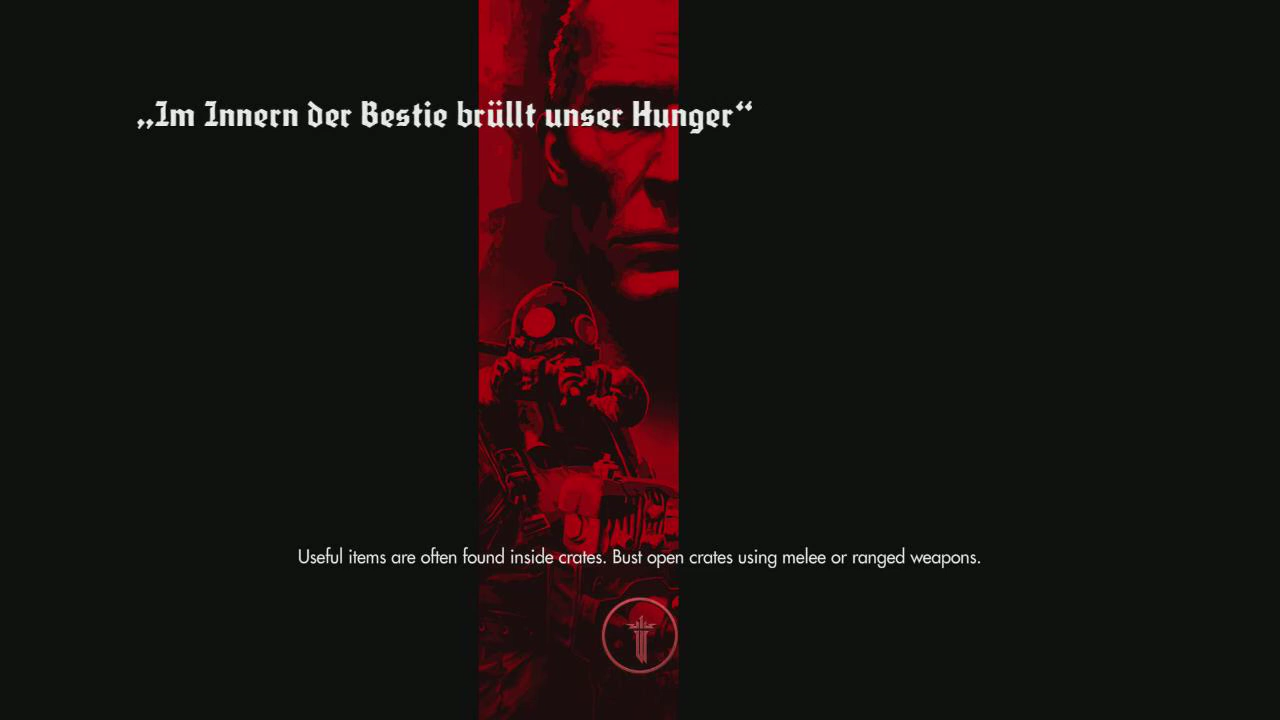 „Im Innern der Bestie brüllt unser Hunger“
Useful items are often found inside crates. Bust open crates using melee or ranged weapons.